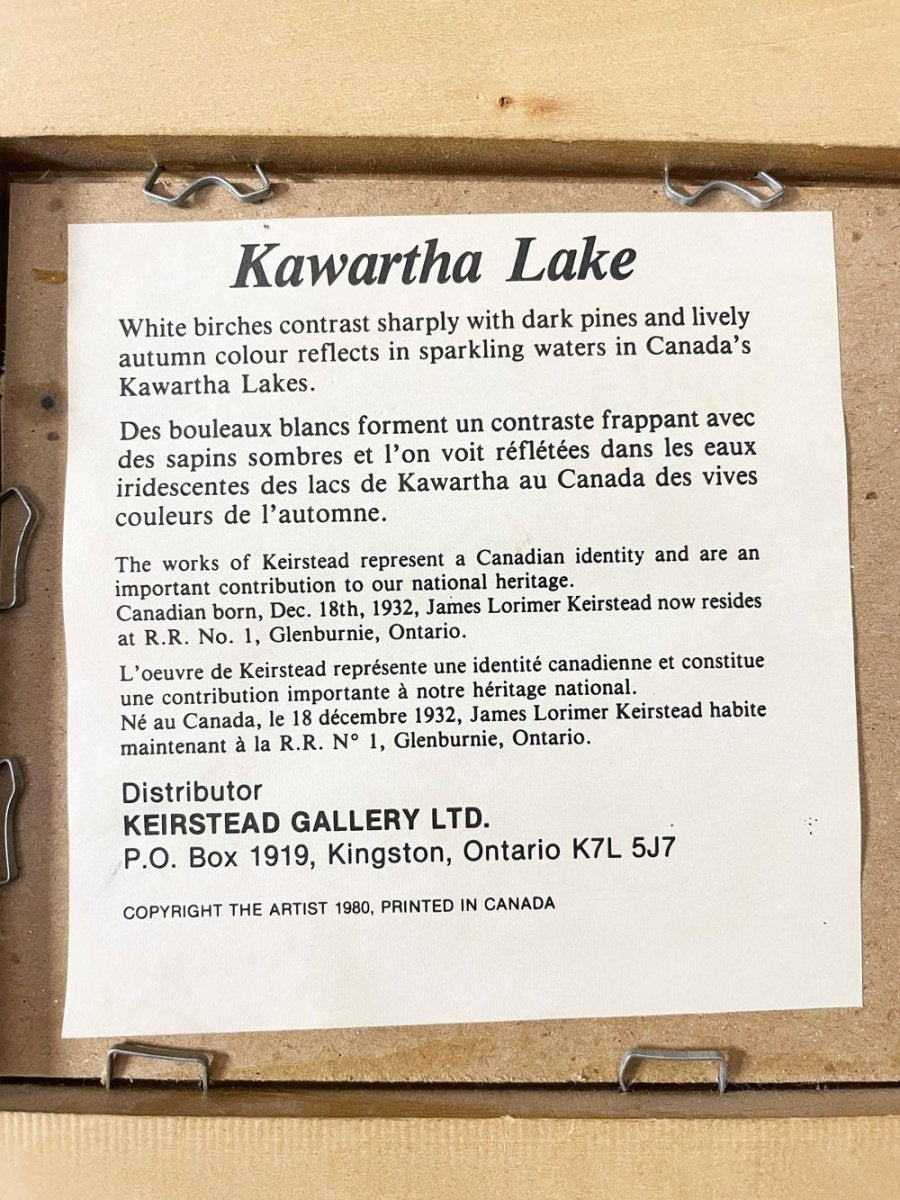 Kawartha Lake
White birches contrast sharply with dark pines and lively
autumn colour reflects in sparkling waters in Canada's
Kawartha Lakes.
Des bouleaux blancs forment un contraste frappant avec
des sapins sombres et l'on voit réflétées dans les eaux
iridescentes des lacs de Kawartha au Canada des vives
couleurs de l'automne.
The works of Keirstead represent a Canadian identity and are an
important contribution to our national heritage.
Canadian born, Dec. 18th, 1932, James Lorimer Keirstead now resides
at R.R. No. 1, Glenburnie, Ontario.
L'oeuvre de Keirstead représente une identité canadienne et constitue
une contribution importante à notre héritage national.
Né au Canada, le 18 décembre 1932, James Lorimer Keirstead habite
maintenant à la R.R. N° 1, Glenburnie, Ontario.
Distributor
KEIRSTEAD GALLERY LTD.
P.O. Box 1919, Kingston, Ontario K7L 5J7
COPYRIGHT THE ARTIST 1980, PRINTED IN CANADA